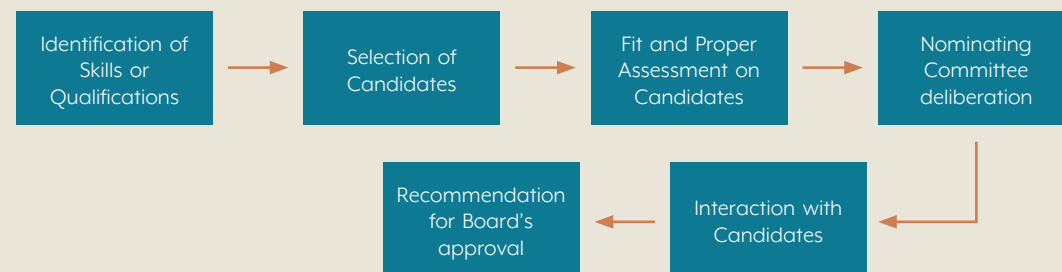 Identification of
Skills or
Qualifications
Selection of
Candidates
Fit and Proper
Assessment on
Candidates
Nominating
Committee
deliberation
Interaction with
Candidates
Recommendation
for Board's
approval